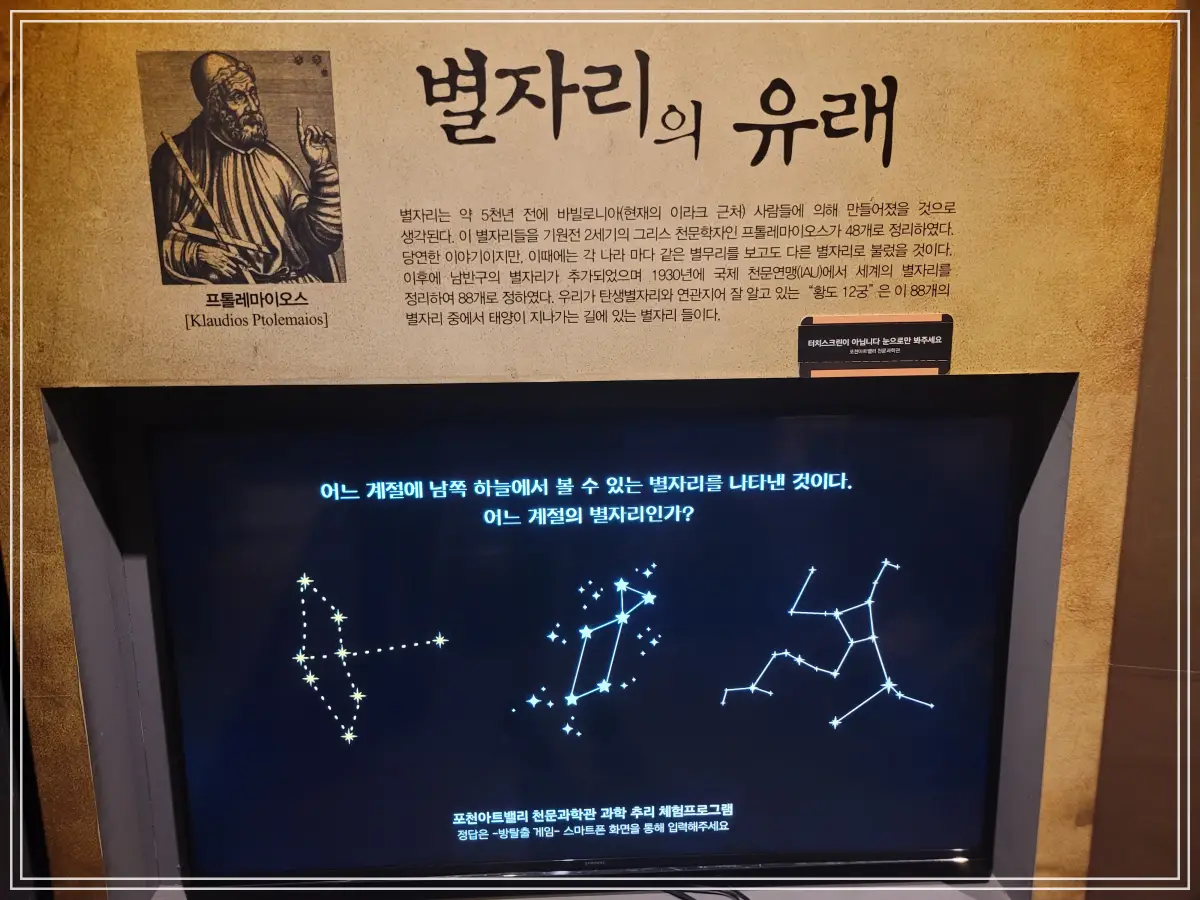 별자리의 유래
별자리는 약 5천년 전에 바빌로니아(현재의 이라크 근처) 사람들에 의해 만들어졌을 것으로
생각된다. 이 별자리들을 기원전 2세기의 그리스 천문학자인 프톨레마이오스가 48개로 정리하였다.
당연한 이야기이지만, 이때에는 각 나라 마다 같은 별무리를 보고도 다른 별자리로 불렀을 것이다.
이후에 남반구의 별자리가 추가되었으며 1930년에 국제 천문연맹(IAU)에서 세계의 별자리를
정리하여 88개로 정하였다. 우리가 탄생별자리와 연관지어 잘 알고 있는 “황도 12궁” 은 이 88개의
별자리 중에서 태양이 지나가는 길에 있는 별자리 들이다.
프톨레마이오스
[Klaudios Ptolemaios]
터치스크린이 아닙니다 눈으로만 봐주세요
포천아트밸리 천문과학관
어느 계절에 남쪽 하늘에서 볼 수 있는 별자리를 나타낸 것이다.
어느 계절의 별자리인가?
포천아트밸리 천문과학관 과학 추리 체험프로그램
정답은 -방탈출 게임- 스마트폰 화면을 통해 입력해주세요
SAMSUNG